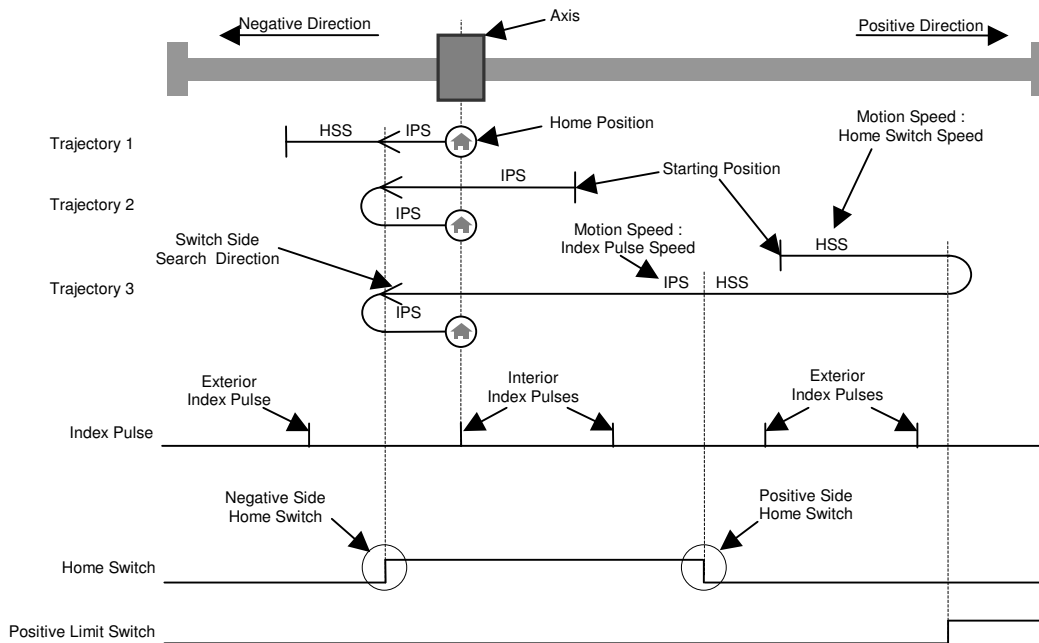 Negative Direction
Axis
Positive Direction
Trajectory 1
HSS
IPS
Home Position
Motion Speed :
Home Switch Speed
Trajectory 2
IPS
Starting Position
IPS
Switch Side
Search Direction
Motion Speed :
Index Pulse Speed
HSS
Trajectory 3
IPS
HSS
IPS
Exterior
Index Pulse
Interior
Index Pulses
Exterior
Index Pulses
Index Pulse
Negative Side
Home Switch
Positive Side
Home Switch
Home Switch
Positive Limit Switch